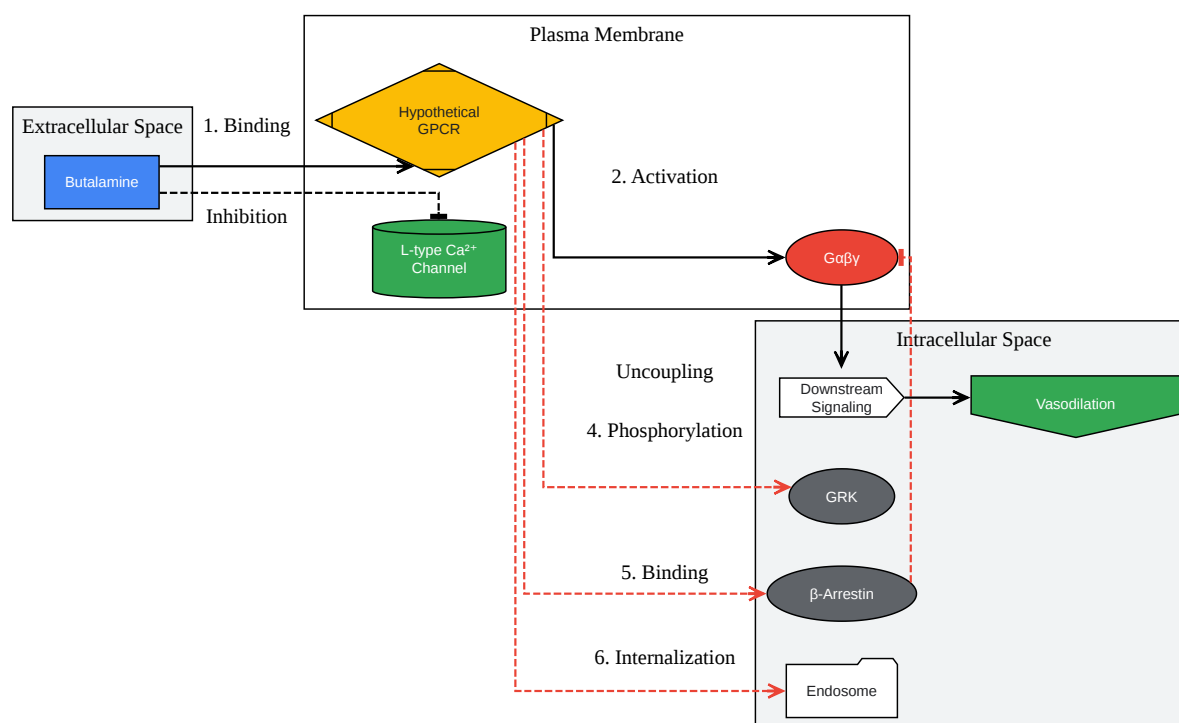 Plasma Membrane
Extracellular Space
1. Binding
Hypothetical
GPCR
Butalamine
2. Activation
Inhibition
L-type Ca²⁺
Channel
Gαβγ
Intracellular Space
Uncoupling
Downstream
Signaling
Vasodilation
4. Phosphorylation
GRK
5. Binding
β-Arrestin
6. Internalization
Endosome